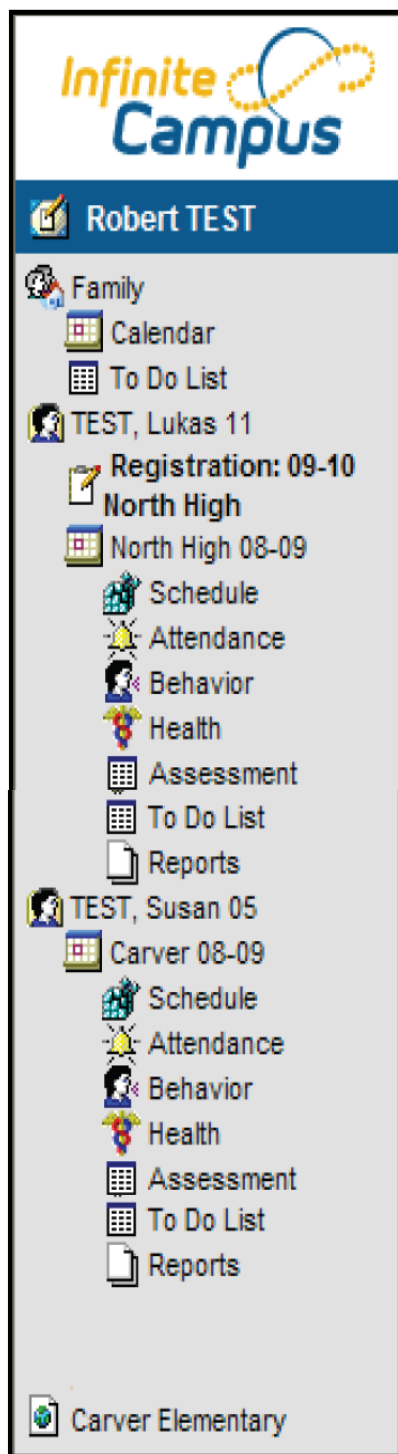 Infinite
Campus
Robert TEST
Family
Calendar
To Do List
TEST, Lukas 11
Registration: 09-10
North High
North High 08-09
Schedule
Attendance
Behavior
Health
Assessment
To Do List
Reports
TEST, Susan 05
Carver 08-09
Schedule
Attendance
Behavior
Health
Assessment
To Do List
Reports
Carver Elementary